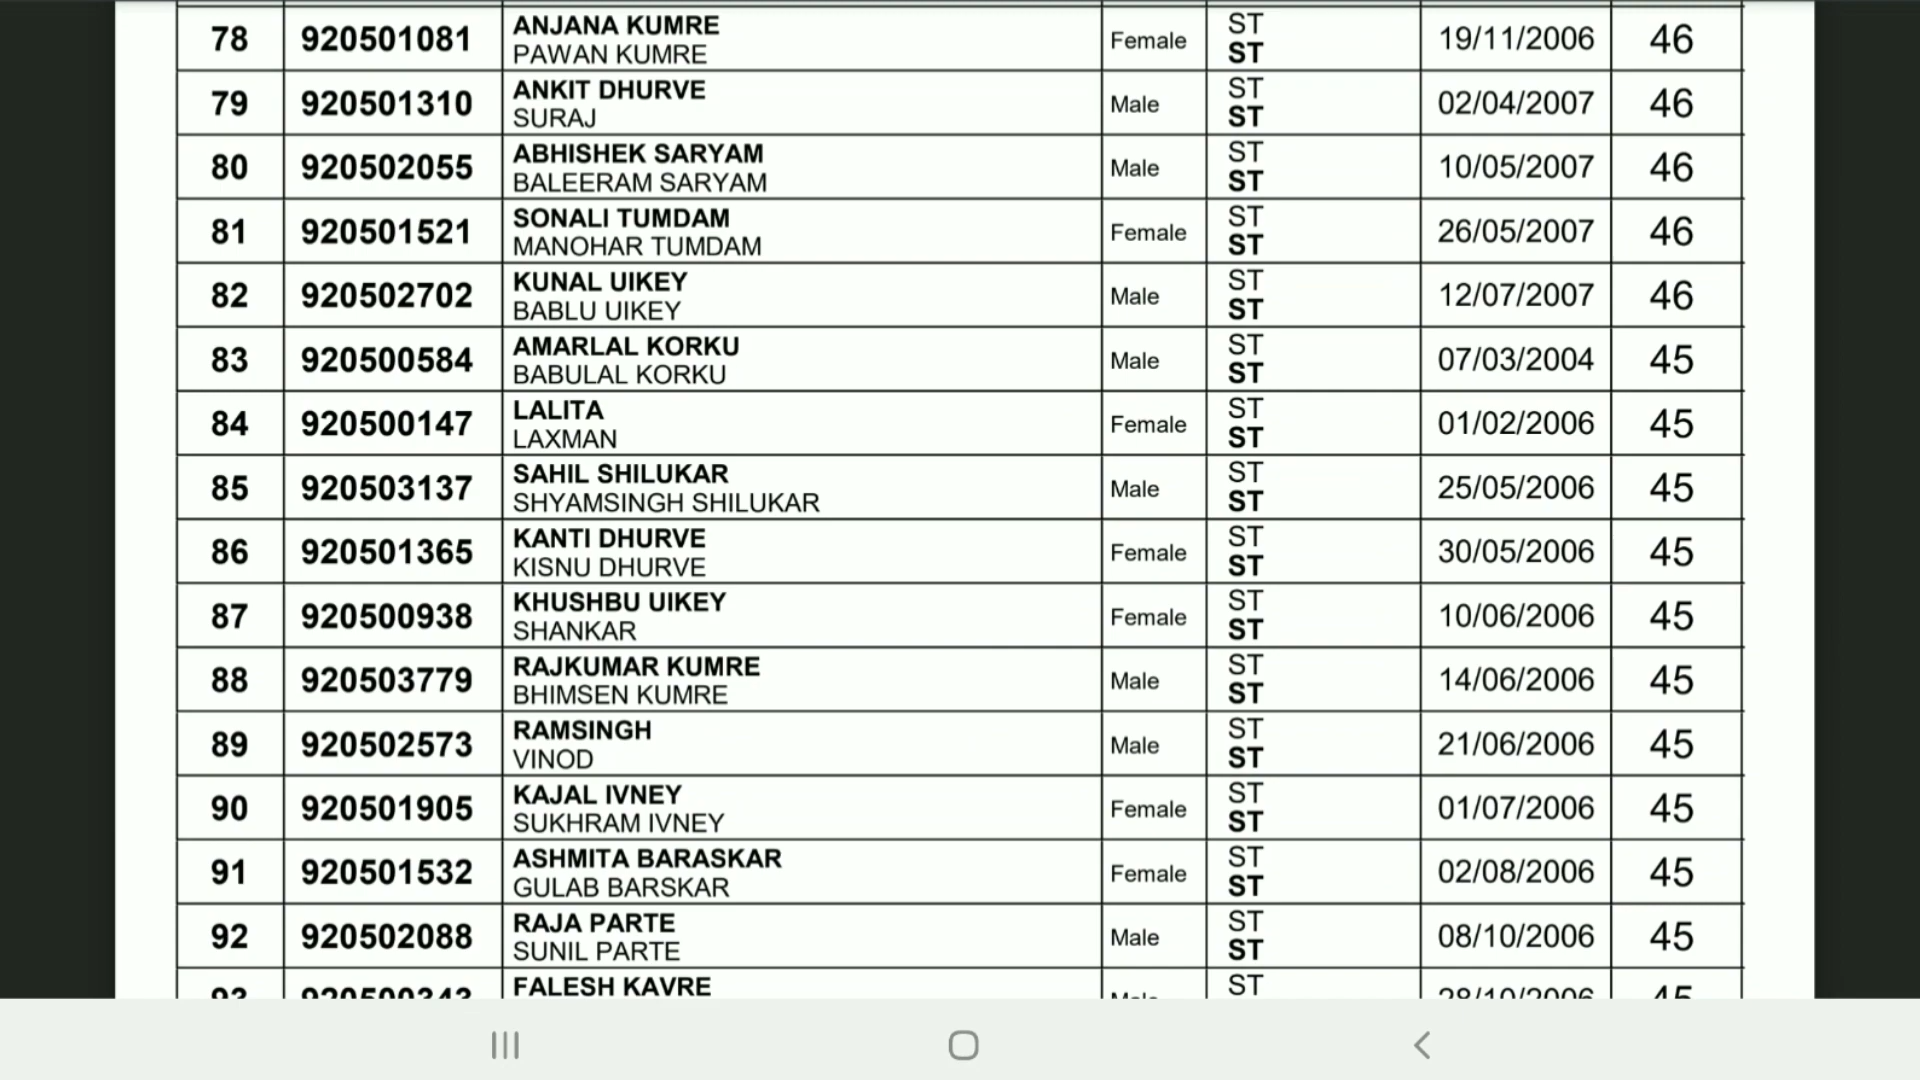 78 920501081 ANJANA KUMRE Female ST 19/11/2006 46
PAWAN KUMRE ST
79 920501310 ANKIT DHURVE Male ST 02/04/2007 46
SURAJ ST
80 920502055 ABHISHEK SARYAM Male ST 10/05/2007 46
BALEERAM SARYAM ST
81 920501521 SONALI TUMDAM Female ST 26/05/2007 46
MANOHAR TUMDAM ST
82 920502702 KUNAL UIKEY Male ST 12/07/2007 46
BABLU UIKEY ST
83 920500584 AMARLAL KORKU Male ST 07/03/2004 45
BABULAL KORKU ST
84 920500147 LALITA Female ST 01/02/2006 45
LAXMAN ST
85 920503137 SAHIL SHILUKAR Male ST 25/05/2006 45
SHYAMSINGH SHILUKAR ST
86 920501365 KANTI DHURVE Female ST 30/05/2006 45
KISNU DHURVE ST
87 920500938 KHUSHBU UIKEY Female ST 10/06/2006 45
SHANKAR ST
88 920503779 RAJKUMAR KUMRE Male ST 14/06/2006 45
BHIMSEN KUMRE ST
89 920502573 RAMSINGH Male ST 21/06/2006 45
VINOD ST
90 920501905 KAJAL IVNEY Female ST 01/07/2006 45
SUKHRAM IVNEY ST
91 920501532 ASHMITA BARASKAR Female ST 02/08/2006 45
GULAB BARSKAR ST
92 920502088 RAJA PARTE Male ST 08/10/2006 45
SUNIL PARTE ST
FALESH KAVRE ST